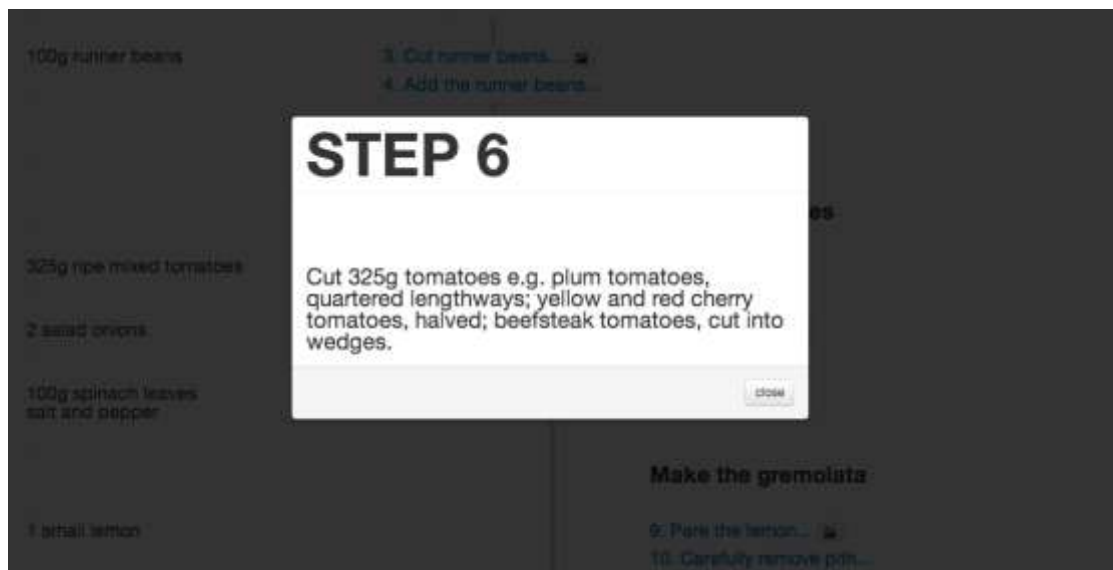 100g runner beans
3. Cut runner beans...
4. Add the runner beans...
STEP 6
es
325g ripe mixed tomatoes
Cut 325g tomatoes e.g. plum tomatoes,
quartered lengthways; yellow and red cherry
tomatoes, halved; beefsteak tomatoes, cut into
wedges.
2 salad onions
100g spinach leaves
salt and pepper
close
Make the gremolata
1 small lemon
9. Pare the lemon...
10. Carefully remove pith...